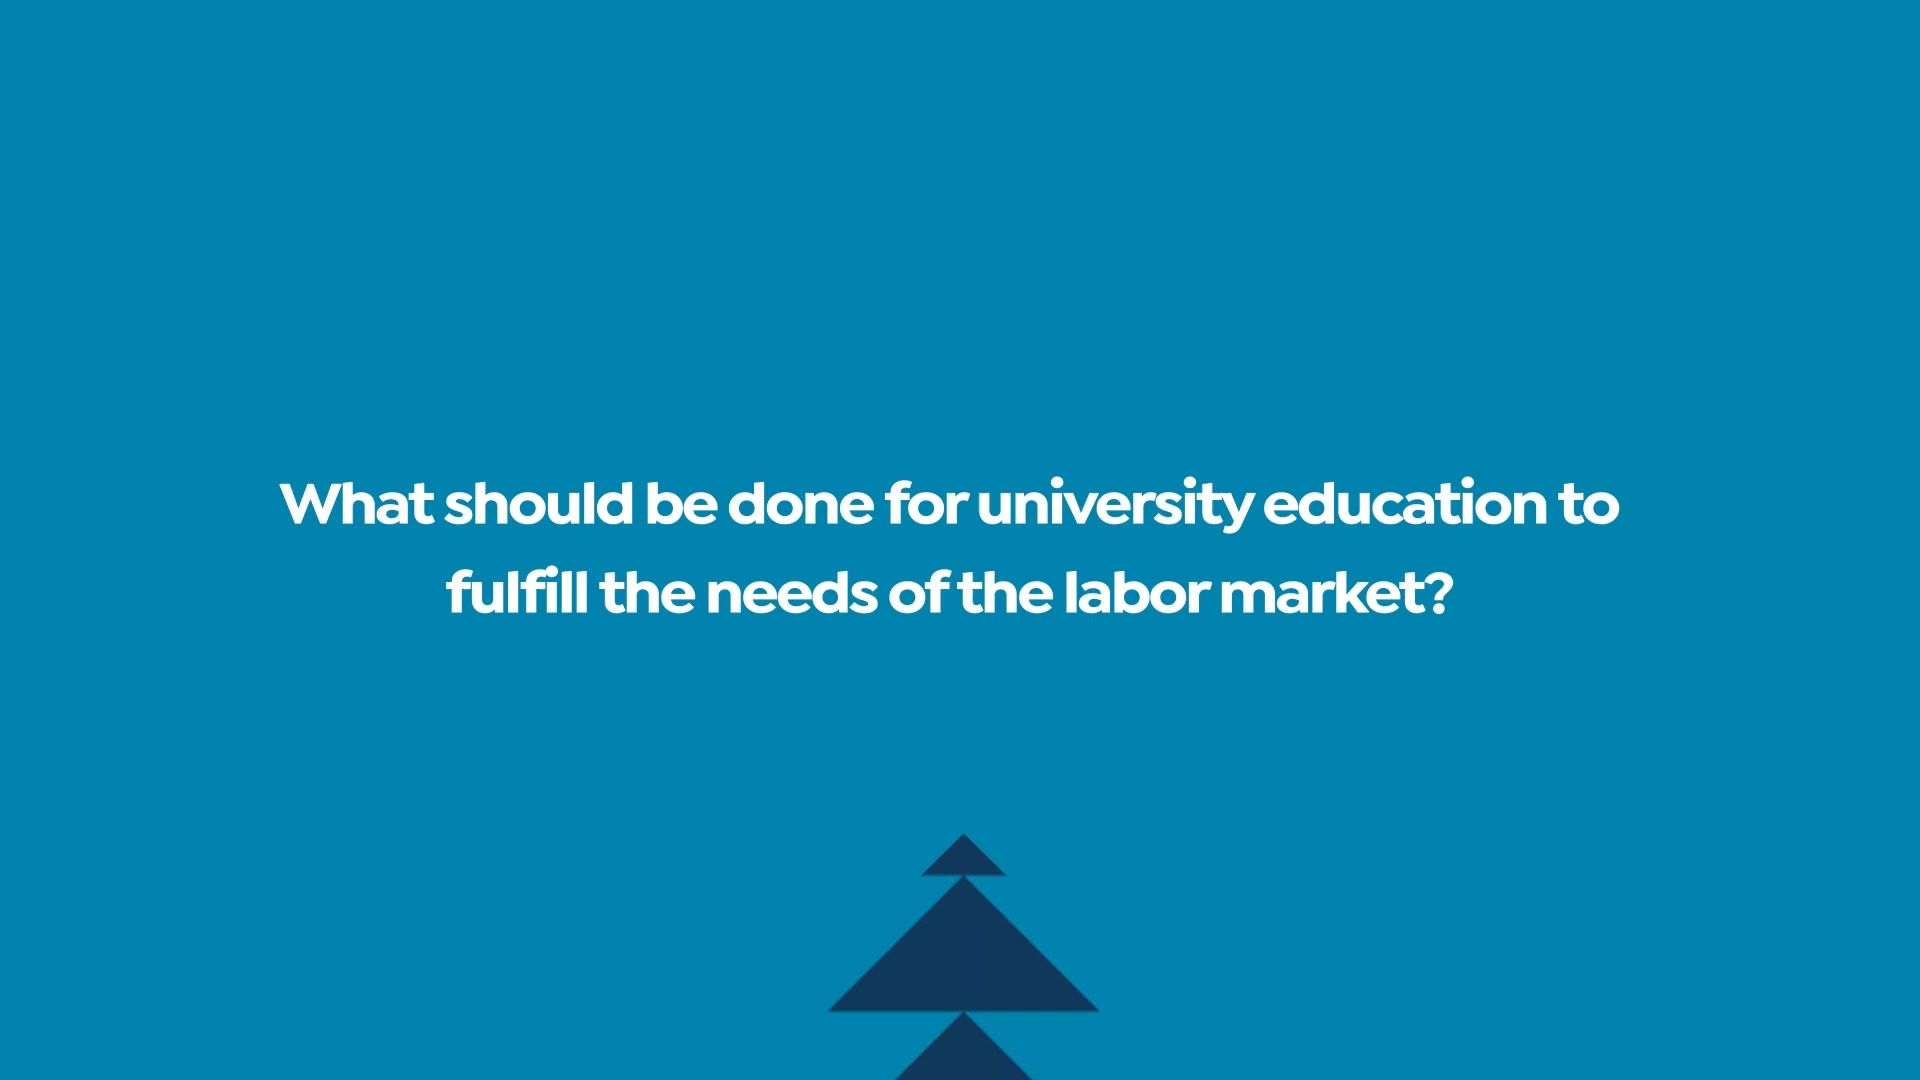 What should be done for university education to
fulfill the needs of the labor market?